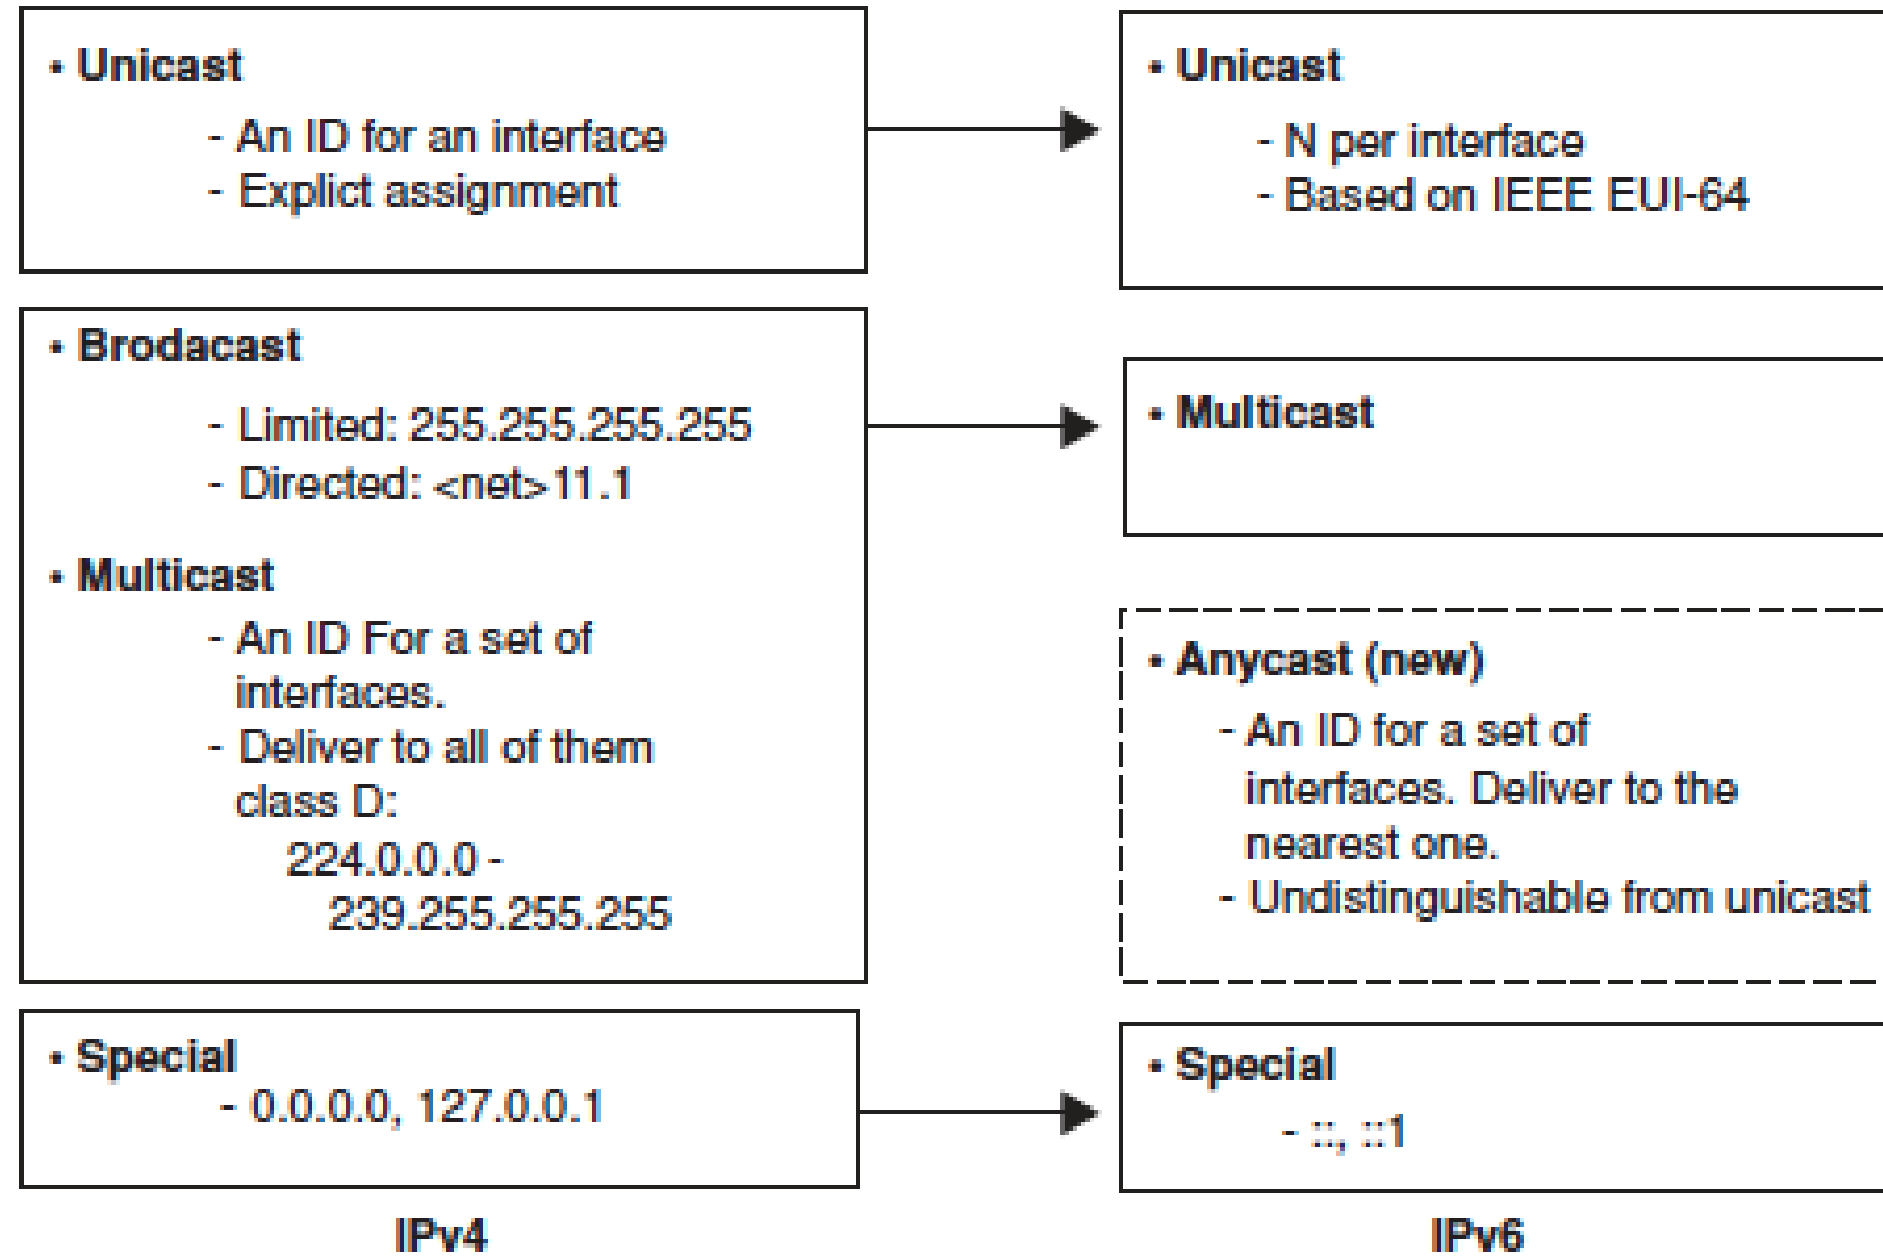 • Unicast
- An ID for an interface
- Explict assignment
• Brodacast
- Limited: 255.255.255.255
- Directed: <net>11.1
• Multicast
- An ID For a set of
interfaces.
- Deliver to all of them
class D:
224.0.0.0 -
239.255.255.255
• Special
- 0.0.0.0, 127.0.0.1
IPv4
• Unicast
- N per interface
- Based on IEEE EUI-64
• Multicast
• Anycast (new)
- An ID for a set of
interfaces. Deliver to the
nearest one.
- Undistinguishable from unicast
• Special
- ::, ::1
IPv6